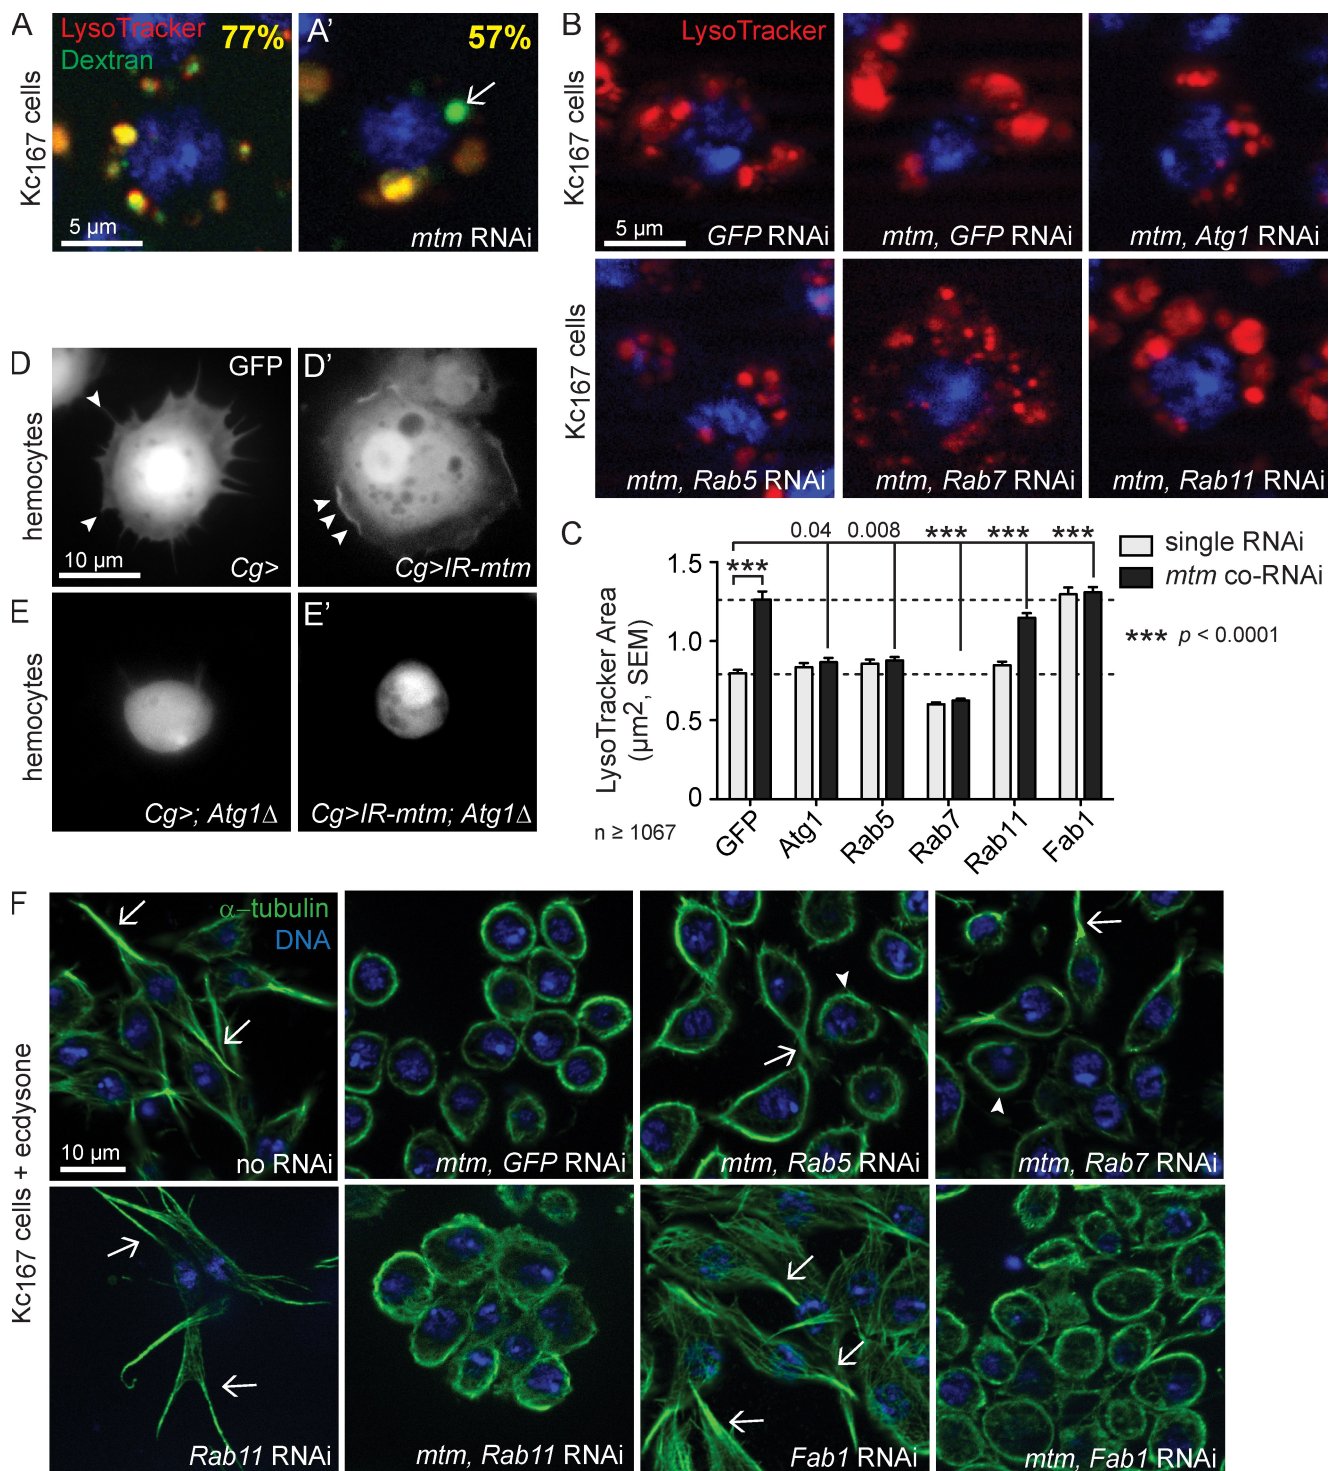 A
LysoTracker
Dextran
77%
Kc167 cells
5 µm
A'
57%
mtm RNAi
B
LysoTracker
Kc167 cells
5 µm
GFP RNAi
mtm, GFP RNAi
mtm, Atg1 RNAi
Kc167 cells
mtm, Rab5 RNAi
mtm, Rab7 RNAi
mtm, Rab11 RNAi
D
GFP
hemocytes
10 µm
Cg>
D'
Cg>IR-mtm
E
hemocytes
Cg>; Atg1Δ
E'
Cg>IR-mtm; Atg1Δ
C
0.04
0.008
***
***
***
***
single RNAi
mtm co-RNAi
*** p < 0.0001
LysoTracker Area
(µm2, SEM)
1.5
1.0
0.5
0
n ≥ 1067
GFP
Atg1
Rab5
Rab7
Rab11
Fab1
F
Kc167 cells + ecdysone
α–tubulin
DNA
10 µm
no RNAi
mtm, GFP RNAi
mtm, Rab5 RNAi
mtm, Rab7 RNAi
Rab11 RNAi
mtm, Rab11 RNAi
Fab1 RNAi
mtm, Fab1 RNAi